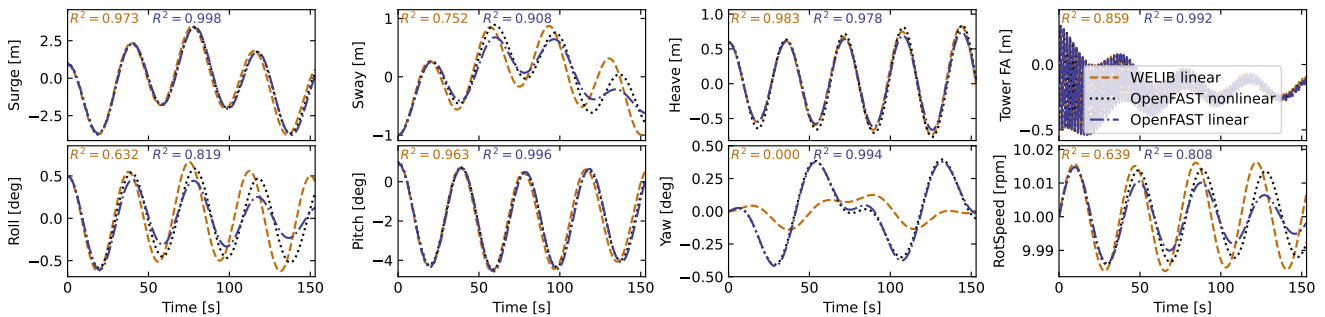 R² = 0.973 R² = 0.998
Surge [m]
2.5
0.0
−2.5
R² = 0.752 R² = 0.908
Sway [m]
1
0
−1
R² = 0.983 R² = 0.978
Heave [m]
1.0
0.5
0.0
−0.5
R² = 0.859 R² = 0.992
Tower FA [m]
0.0
−0.5
WELIB linear
OpenFAST nonlinear
OpenFAST linear
R² = 0.632 R² = 0.819
Roll [deg]
0.5
0.0
−0.5
0 50 100 150
Time [s]
R² = 0.963 R² = 0.996
Pitch [deg]
0
−2
−4
0 50 100 150
Time [s]
R² = 0.000 R² = 0.994
Yaw [deg]
0.50
0.25
0.00
−0.25
−0.50
0 50 100 150
Time [s]
R² = 0.639 R² = 0.808
RotSpeed [rpm]
10.02
10.01
10.00
9.99
0 50 100 150
Time [s]